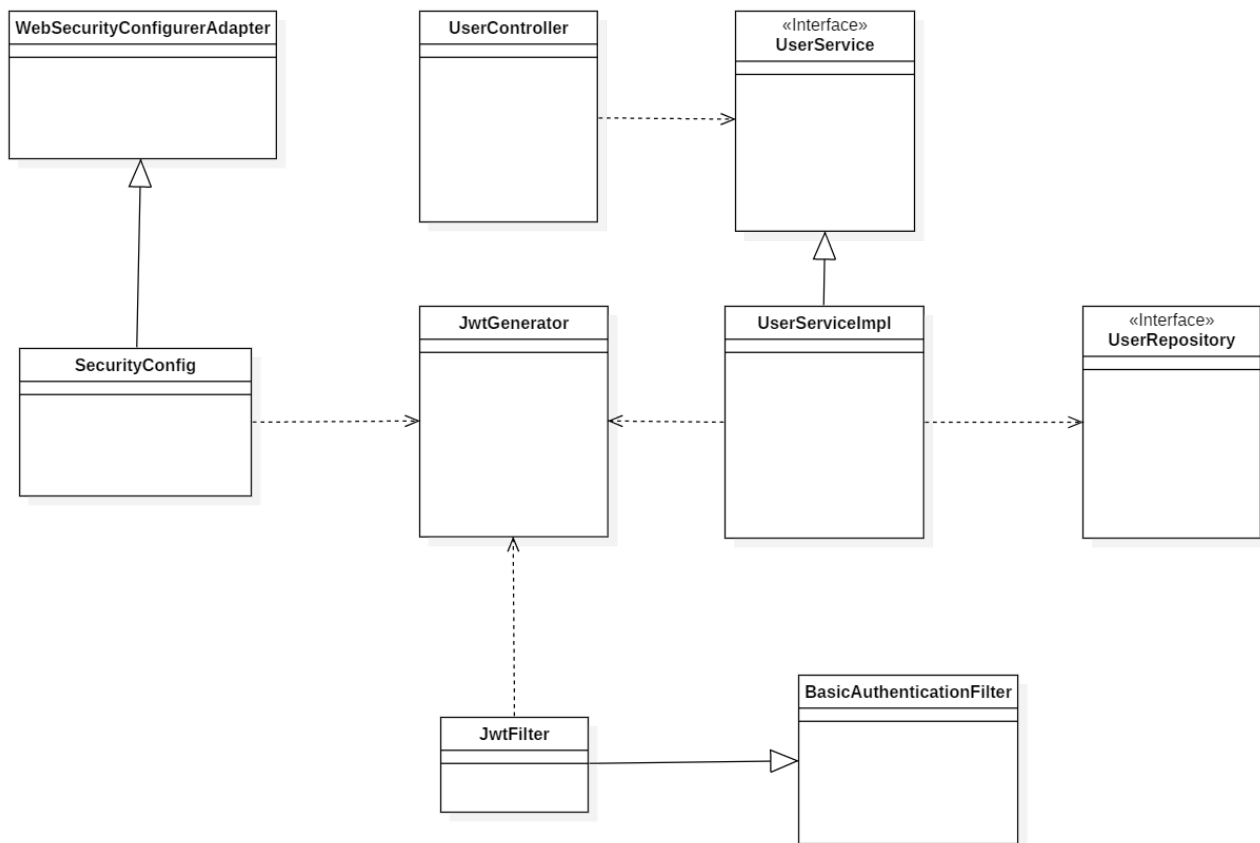 WebSecurityConfigurerAdapter
UserController
«Interface»
UserService
JwtGenerator
UserServiceImpl
«Interface»
UserRepository
SecurityConfig
BasicAuthenticationFilter
JwtFilter